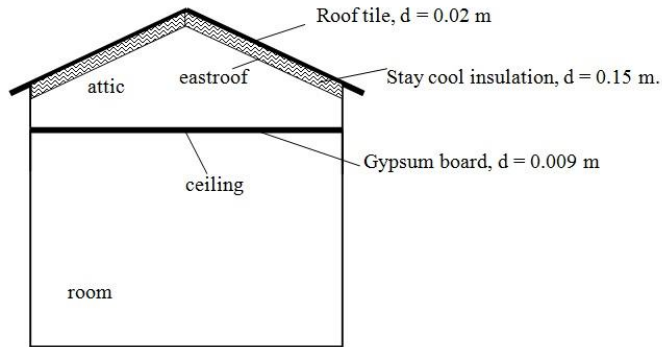 Roof tile, d = 0.02 m
eastroof
Stay cool insulation, d = 0.15 m.
attic
Gypsum board, d = 0.009 m
ceiling
room